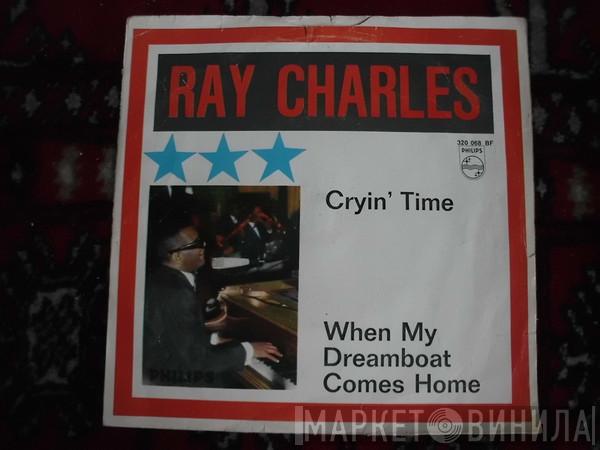 RAY CHARLES
320 068 BF
PHILIPS
Cryin' Time
When My
Dreamboat
Comes Home
PHILIPS
МАРКЕТ ВИНИЛА